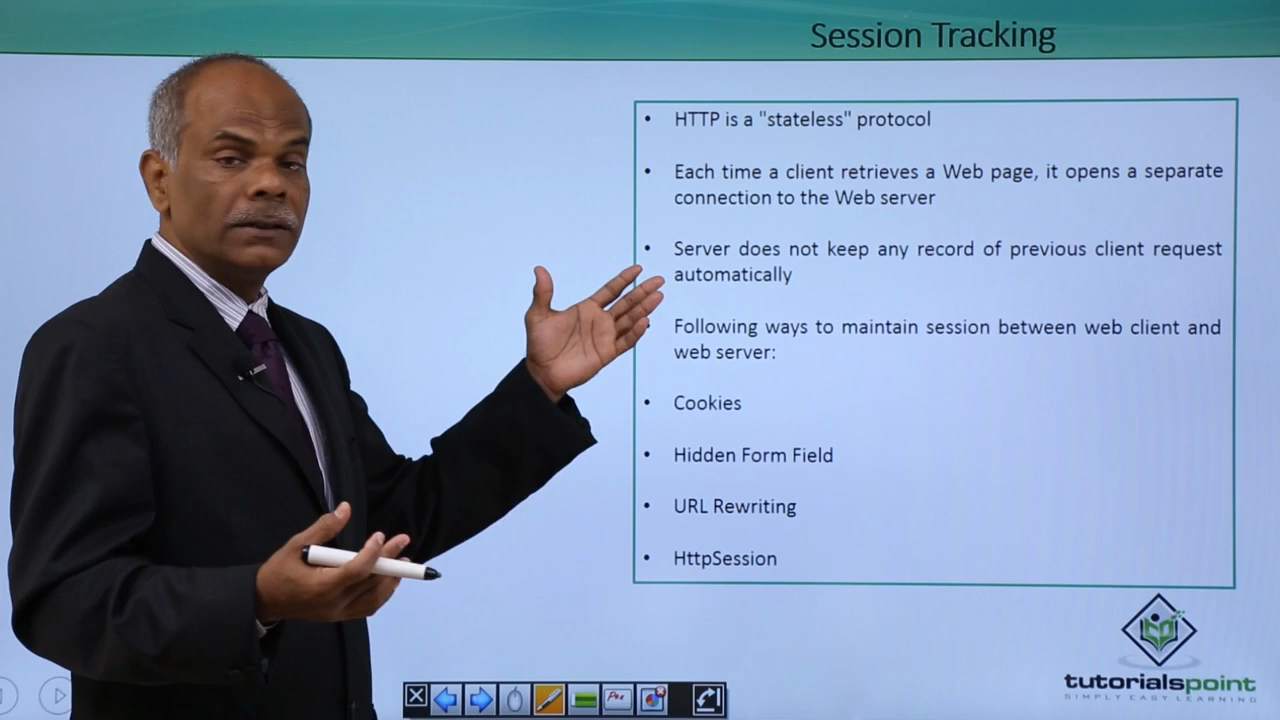 Session Tracking
• HTTP is a "stateless" protocol
• Each time a client retrieves a Web page, it opens a separate
connection to the Web server
• Server does not keep any record of previous client request
automatically
• Following ways to maintain session between web client and
web server:
• Cookies
• Hidden Form Field
• URL Rewriting
• HttpSession
tutorialspoint
SIMPLY EASY LEARNING
Pen